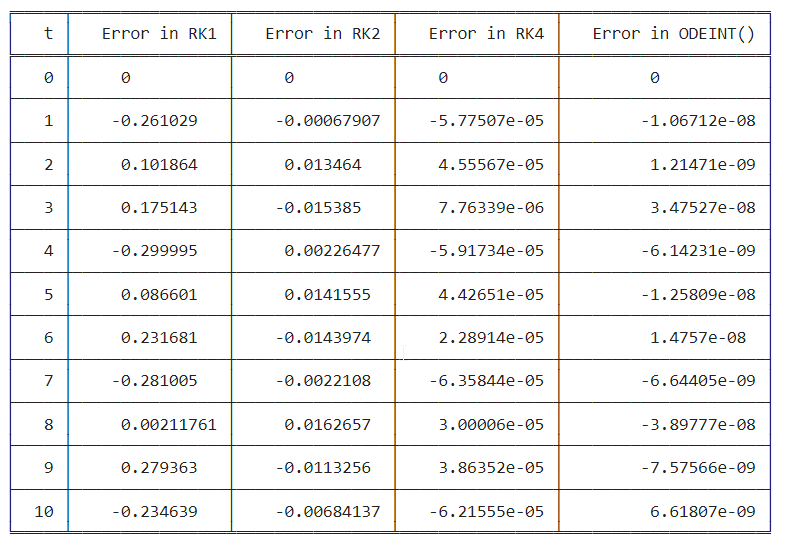 t Error in RK1 Error in RK2 Error in RK4 Error in ODEINT()
0 0 0 0 0
1 -0.261029 -0.00067907 -5.77507e-05 -1.06712e-08
2 0.101864 0.013464 4.55567e-05 1.21471e-09
3 0.175143 -0.015385 7.76339e-06 3.47527e-08
4 -0.299995 0.00226477 -5.91734e-05 -6.14231e-09
5 0.086601 0.0141555 4.42651e-05 -1.25809e-08
6 0.231681 -0.0143974 2.28914e-05 1.4757e-08
7 -0.281005 -0.0022108 -6.35844e-05 -6.64405e-09
8 0.00211761 0.0162657 3.00006e-05 -3.89777e-08
9 0.279363 -0.0113256 3.86352e-05 -7.57566e-09
10 -0.234639 -0.00684137 -6.21555e-05 6.61807e-09